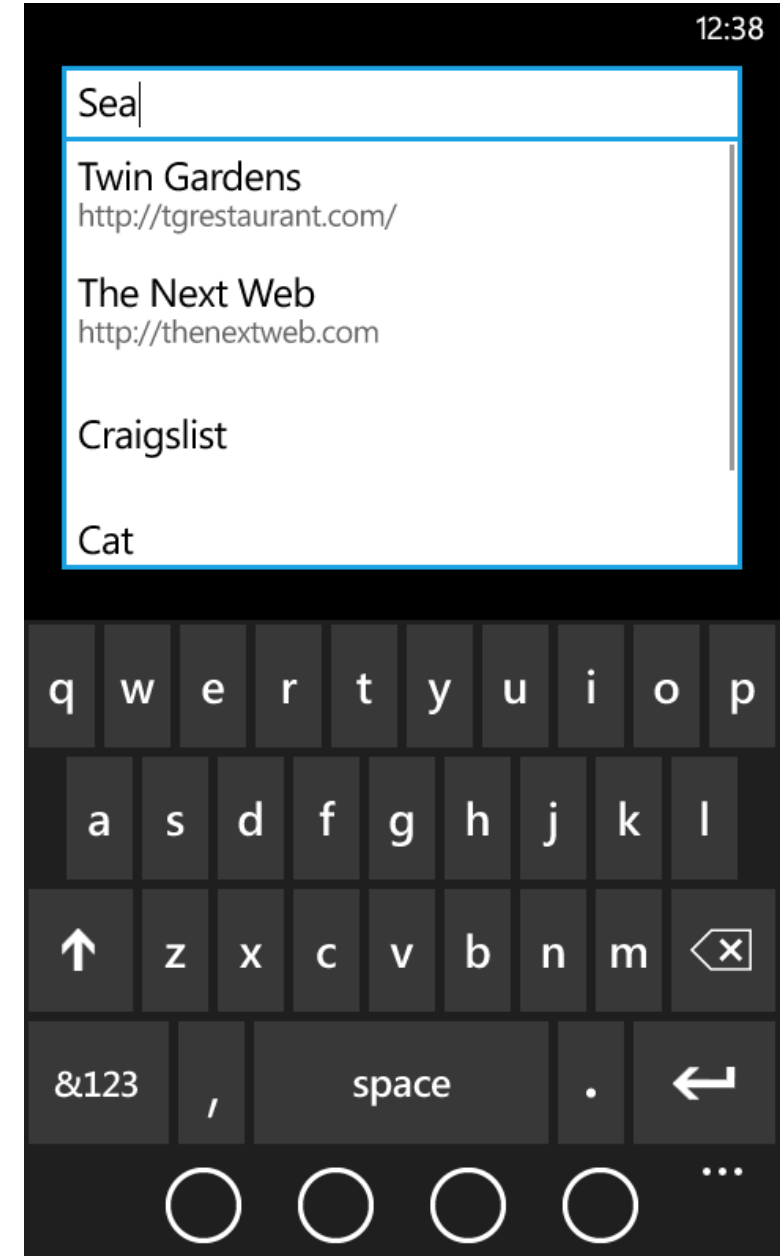 12:38
Sea
Twin Gardens
http://tgrestaurant.com/
The Next Web
http://thenextweb.com
Craigslist
Cat
q w e r t y u i o p
a s d f g h j k l
z x c v b n m
&123 , space .
...